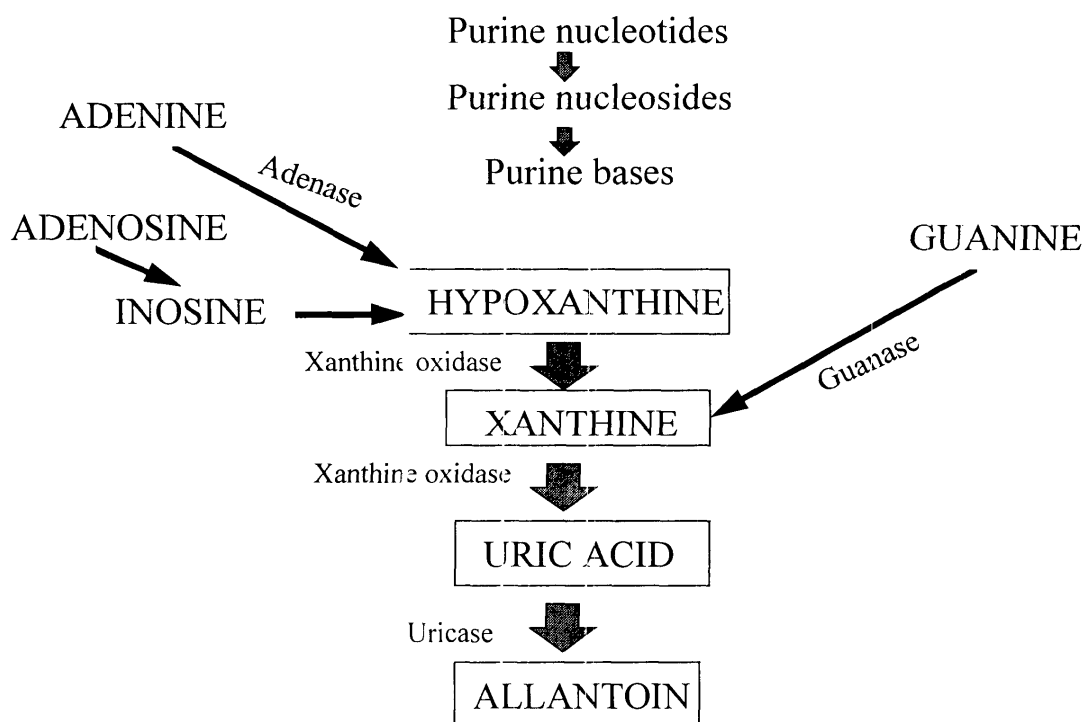 Purine nucleotides
Purine nucleosides
ADENINE
Purine bases
Adenase
ADENOSINE
GUANINE
INOSINE
HYPOXANTHINE
Xanthine oxidase
Guanase
XANTHINE
Xanthine oxidase
URIC ACID
Uricase
ALLANTOIN